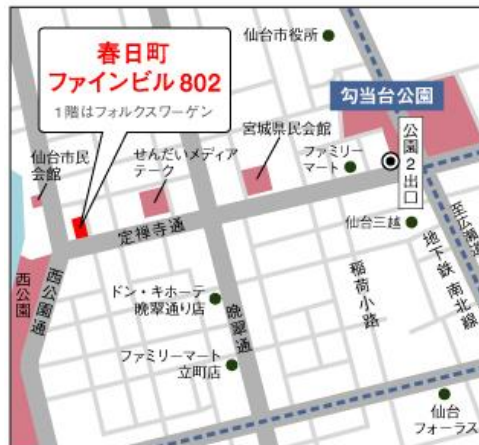 仙台市役所
春日町
ファインビル 802
1階はフォルクスワーゲン
勾当台公園
宮城県民会館
仙台市民
会館
せんだいメディア
テーク
ファミリー
マート
公園2出口
定禅寺通
仙台三越
至広瀬通
地下鉄 南北線
西公園
西公園通
ドン・キホーテ
晩翠通り店
晩翠通
稲荷小路
ファミリーマート
立町店
仙台
フォーラス